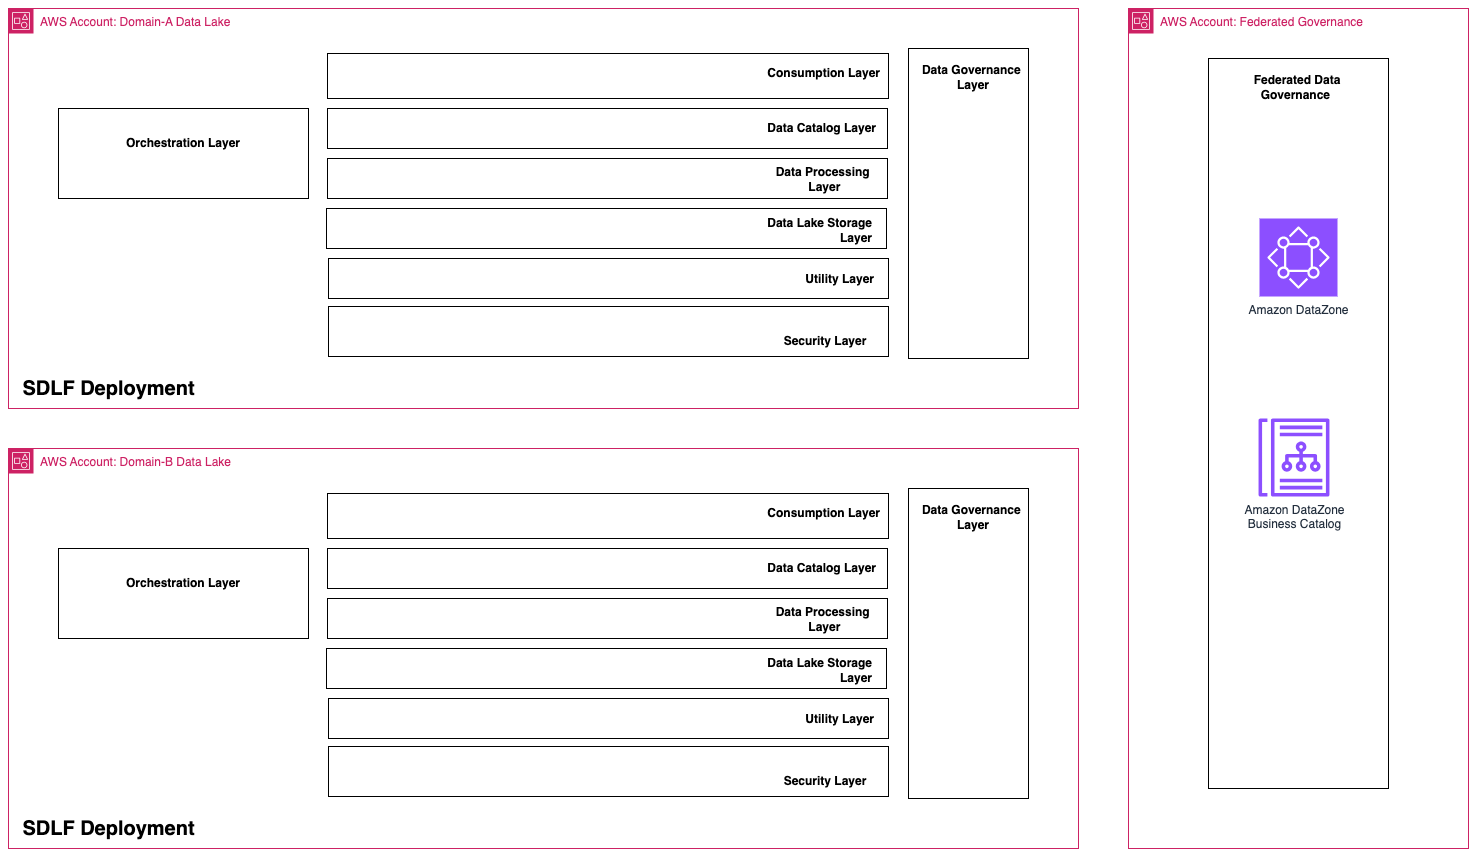 AWS Account: Domain-A Data Lake
Consumption Layer
Data Catalog Layer
Orchestration Layer
Data Processing
Layer
Data Lake Storage
Layer
Utility Layer
Security Layer
Data Governance
Layer
SDLF Deployment
AWS Account: Domain-B Data Lake
Consumption Layer
Data Catalog Layer
Orchestration Layer
Data Processing
Layer
Data Lake Storage
Layer
Utility Layer
Security Layer
Data Governance
Layer
SDLF Deployment
AWS Account: Federated Governance
Federated Data
Governance
Amazon DataZone
Amazon DataZone
Business Catalog